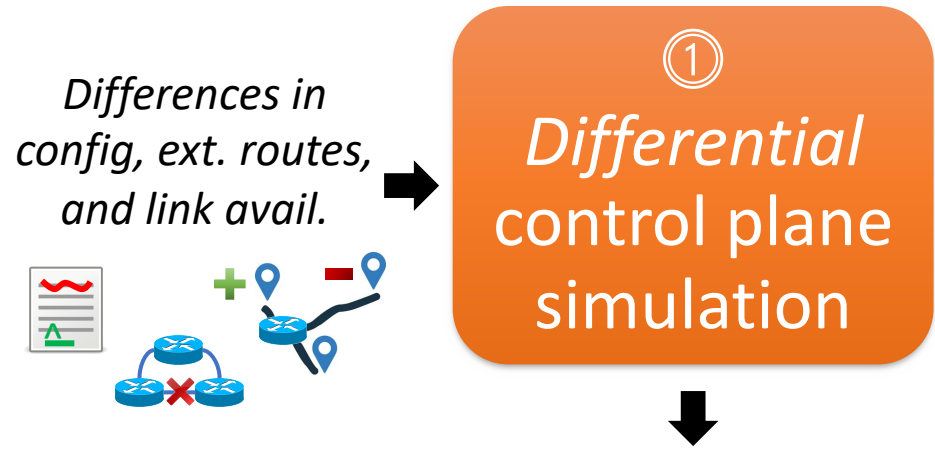 Differences in
config, ext. routes,
and link avail.
1
Differential
control plane
simulation